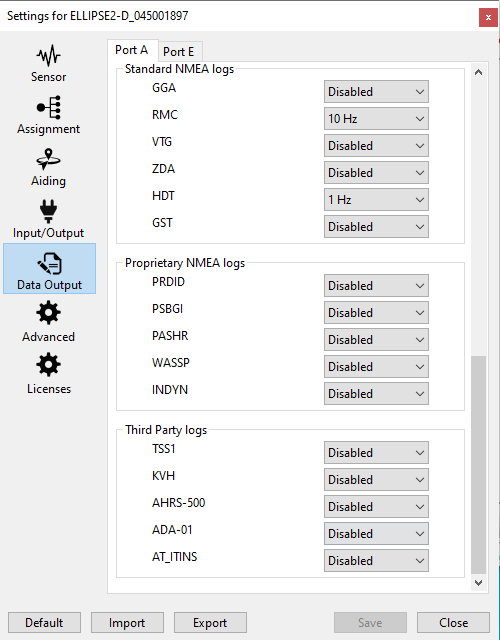 Settings for ELLIPSE2-D_045001897
x
Sensor
Assignment
Aiding
Input/Output
Data Output
Advanced
Licenses
Port A
Port E
Standard NMEA logs
GGA Disabled
RMC 10 Hz
VTG Disabled
ZDA Disabled
HDT 1 Hz
GST Disabled
Proprietary NMEA logs
PRDID Disabled
PSBGI Disabled
PASHR Disabled
WASSP Disabled
INDYN Disabled
Third Party logs
TSS1 Disabled
KVH Disabled
AHRS-500 Disabled
ADA-01 Disabled
AT_ITINS Disabled
Default Import Export Save Close